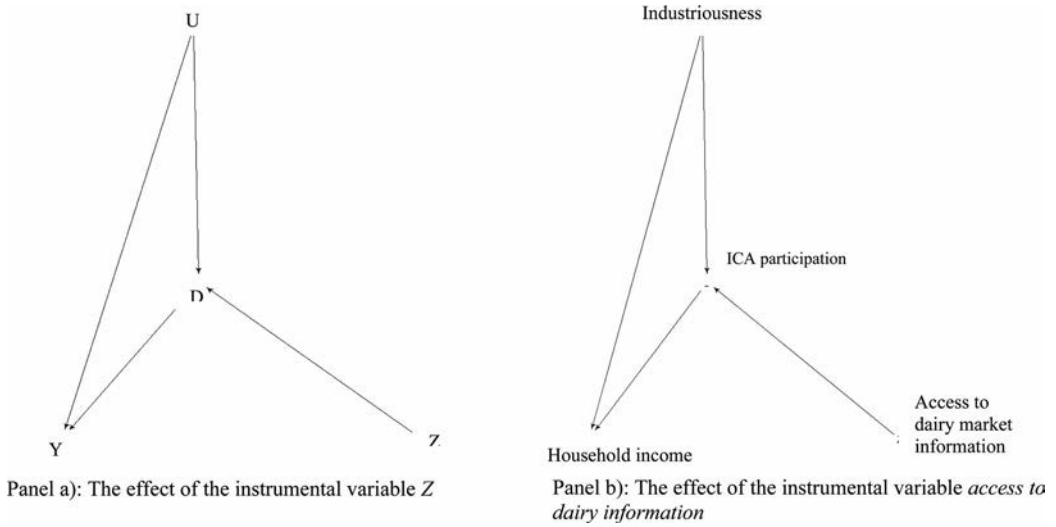 U
D
Y
Z
Panel a): The effect of the instrumental variable Z
Industriousness
ICA participation
Access to
dairy market
information
Household income
Panel b): The effect of the instrumental variable access to
dairy information